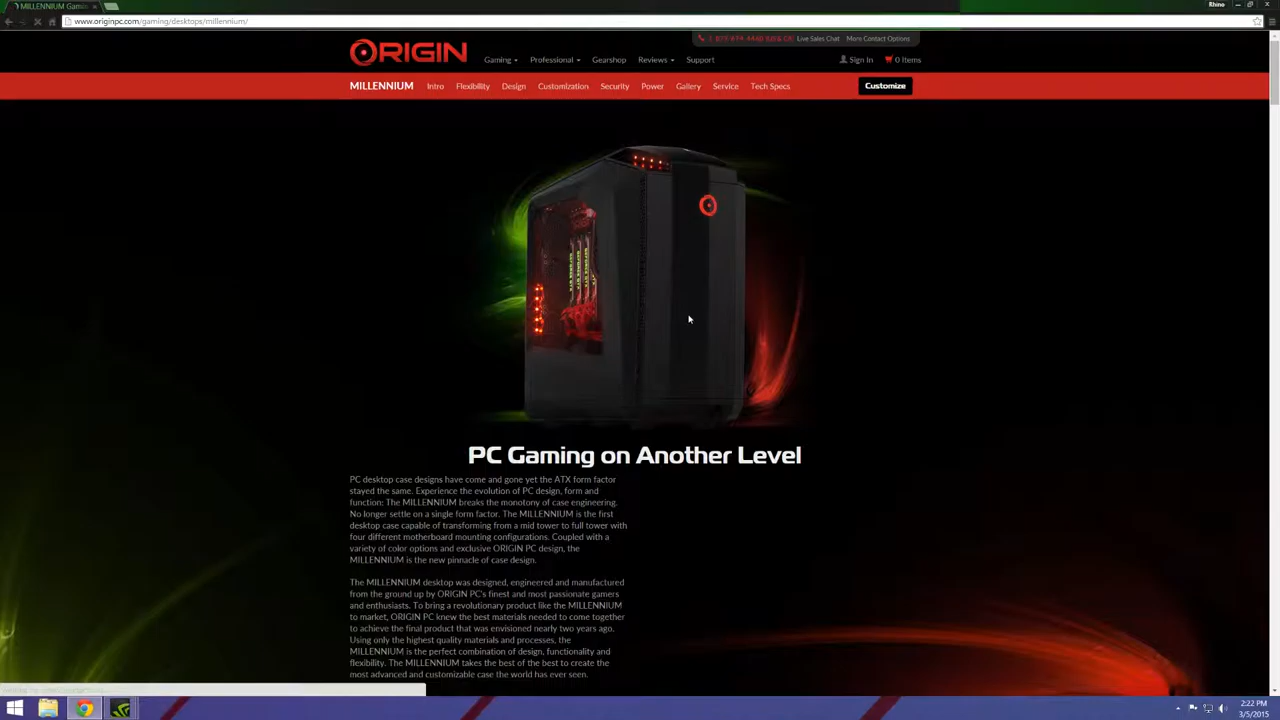 MILLENNIUM Gamin
Rhino
www.originpc.com/gaming/desktops/millennium/
Live Sales Chat
More Contact Options
ORIGIN
Gaming
Professional
Gearshop
Reviews
Support
Sign In
0 Items
MILLENNIUM
Intro
Flexibility
Design
Customization
Security
Power
Gallery
Service
Tech Specs
Customize
PC Gaming on Another Level
PC desktop case designs have come and gone yet the ATX form factor
stayed the same. Experience the evolution of PC design, form and
function: The MILLENNIUM breaks the monotony of case engineering.
No longer settle on a single form factor. The MILLENNIUM is the first
desktop case capable of transforming from a mid tower to full tower with
four different motherboard mounting configurations. Coupled with a
variety of color options and exclusive ORIGIN PC design, the
MILLENNIUM is the new pinnacle of case design.
The MILLENNIUM desktop was designed, engineered and manufactured
from the ground up by ORIGIN PC's finest and most passionate gamers
and enthusiasts. To bring a revolutionary product like the MILLENNIUM
to market, ORIGIN PC knew the best materials needed to come together
to achieve the final product that was envisioned nearly two years ago.
Using only the highest quality materials and processes, the
MILLENNIUM is the perfect combination of design, functionality and
flexibility. The MILLENNIUM takes the best of the best to create the
most advanced and customizable case the world has ever seen.
2:22 PM
3/5/2015